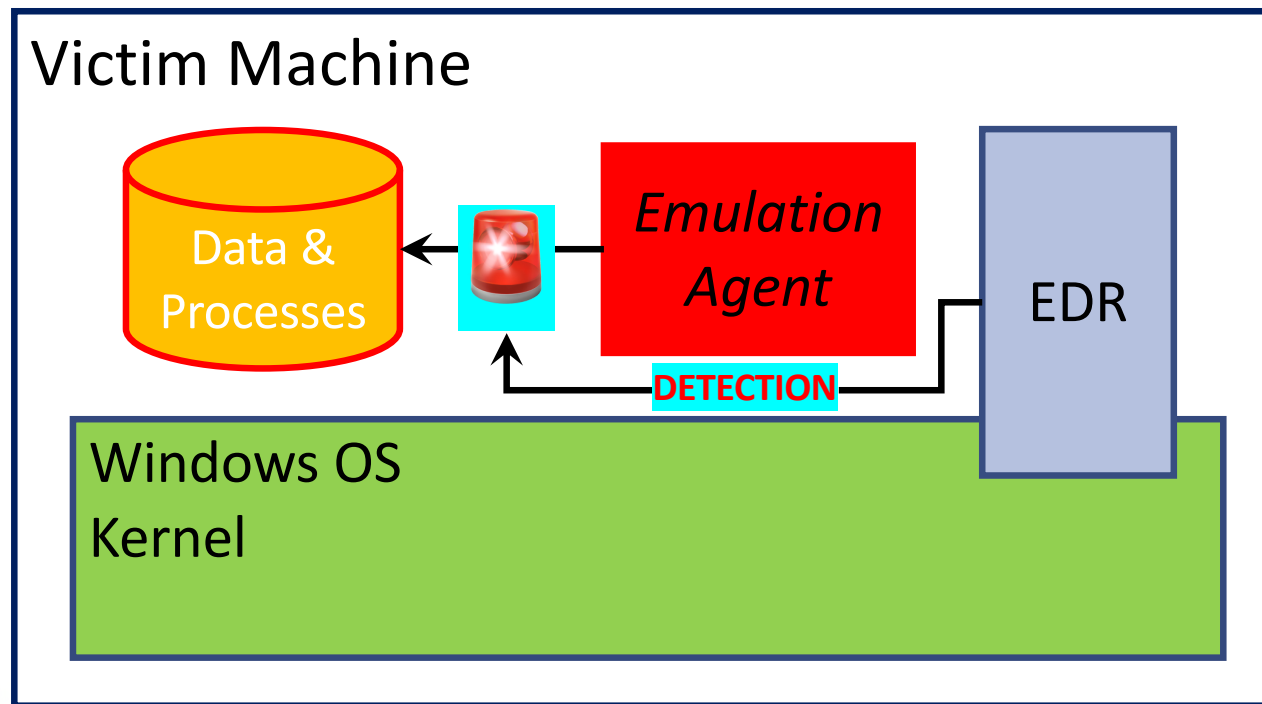 Victim Machine
Data &
Processes
Emulation
Agent
EDR
DETECTION
Windows OS
Kernel